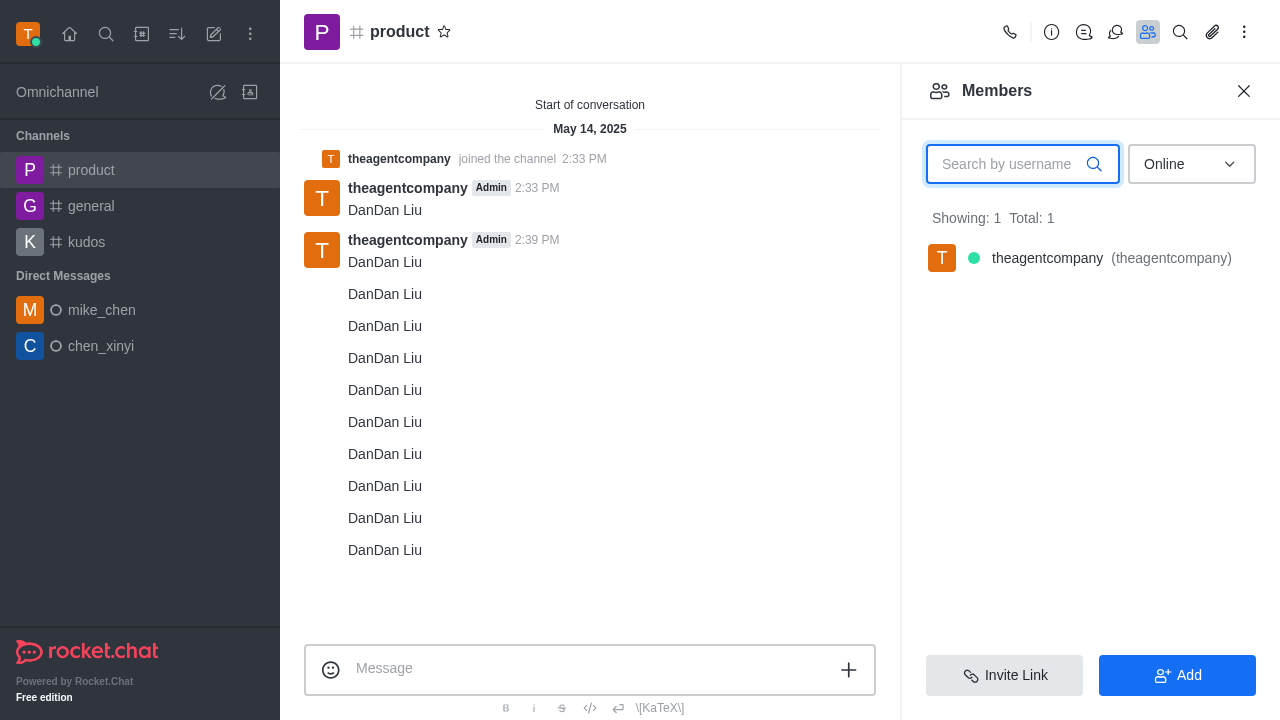 T
Omnichannel
Channels
P product
G general
K kudos
Direct Messages
M mike_chen
C chen_xinyi
rocket.chat
Powered by Rocket.Chat
Free edition
P product
Start of conversation
May 14, 2025
T theagentcompany joined the channel 2:33 PM
T theagentcompany Admin 2:33 PM
DanDan Liu
T theagentcompany Admin 2:39 PM
DanDan Liu
DanDan Liu
DanDan Liu
DanDan Liu
DanDan Liu
DanDan Liu
DanDan Liu
DanDan Liu
DanDan Liu
DanDan Liu
Message
B i S \[KaTeX\]
Members
Search by username
Online
Showing: 1 Total: 1
T theagentcompany (theagentcompany)
Invite Link
Add